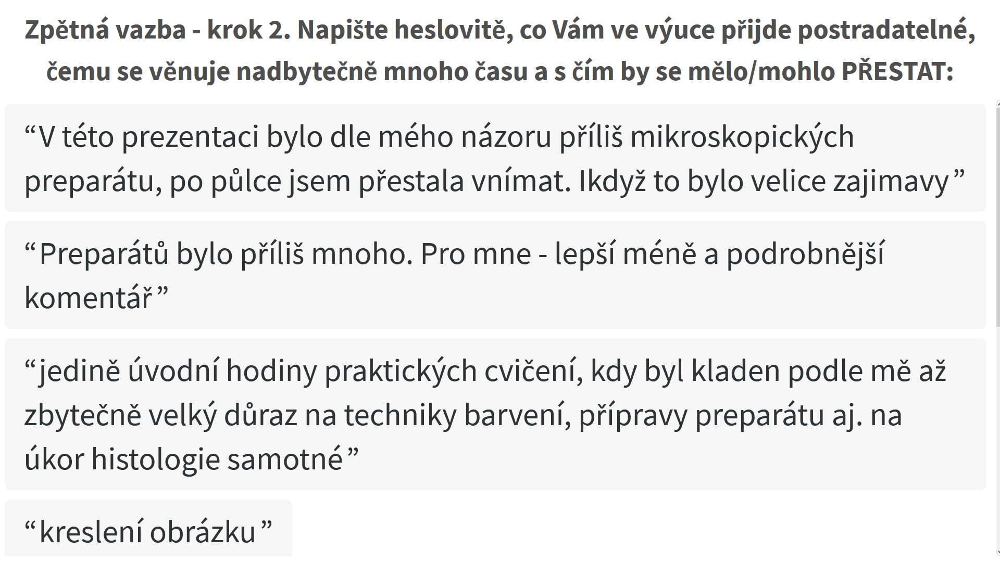 Zpětná vazba - krok 2. Napište heslovitě, co Vám ve výuce přijde postradatelné,
čemu se věnuje nadbytečně mnoho času a s čím by se mělo/mohlo PŘESTAT:
“V této prezentaci bylo dle mého názoru příliš mikroskopických
preparátu, po půlce jsem přestala vnímat. Ikdyž to bylo velice zajimavy”
“Preparátů bylo příliš mnoho. Pro mne - lepší méně a podrobnější
komentář”
“jedině úvodní hodiny praktických cvičení, kdy byl kladen podle mě až
zbytečně velký důraz na techniky barvení, přípravy preparátu aj. na
úkor histologie samotné”
“kreslení obrázku”